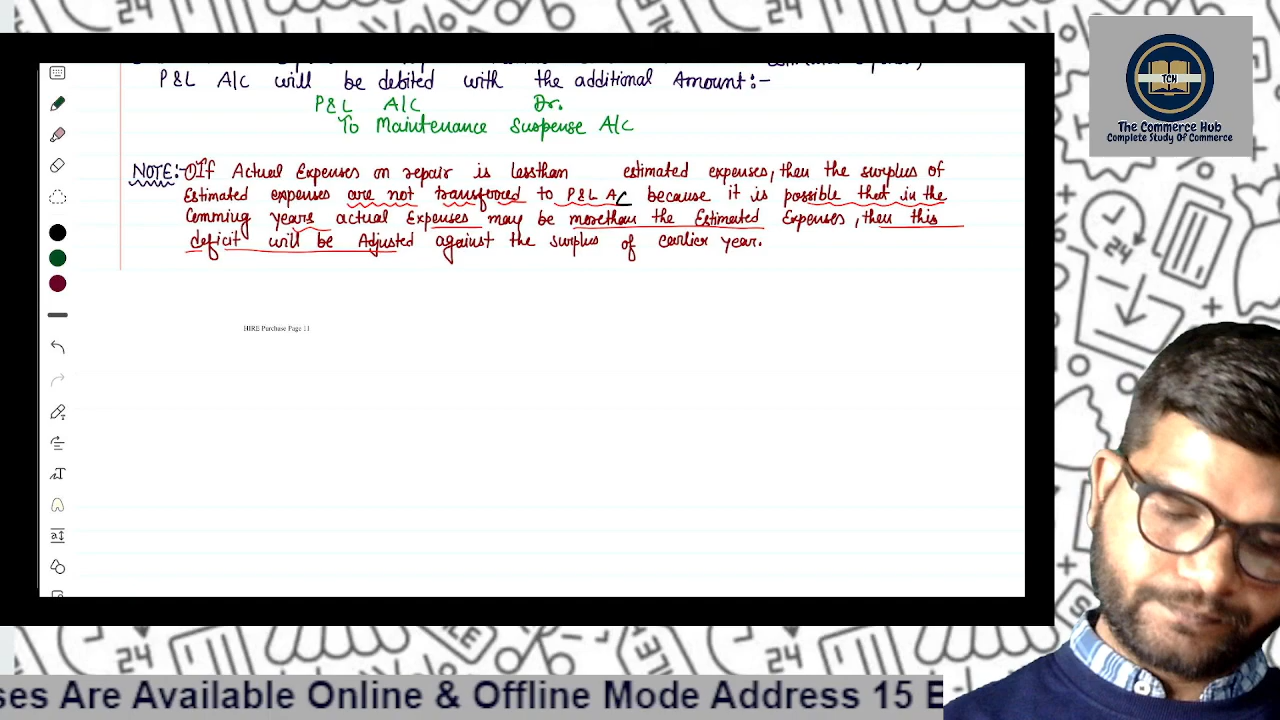 P&L A/C will be debited with the additional Amount:-
P&L A/C Dr.
To Maintenance Suspense A/C
NOTE:- ① If Actual Expenses on repair is lessthan estimated expenses, then the surplus of
Estimated expenses are not transfored to P&L A/C because it is possible that in the
Comming years actual Expenses may be morethan the Estimated Expenses, then this
deficit will be Adjusted against the surplus of earlier year.
HIRE Purchase Page 11
TCH
The Commerce Hub
Complete Study Of Commerce
ses Are Available Online & Offline Mode Address 15 E